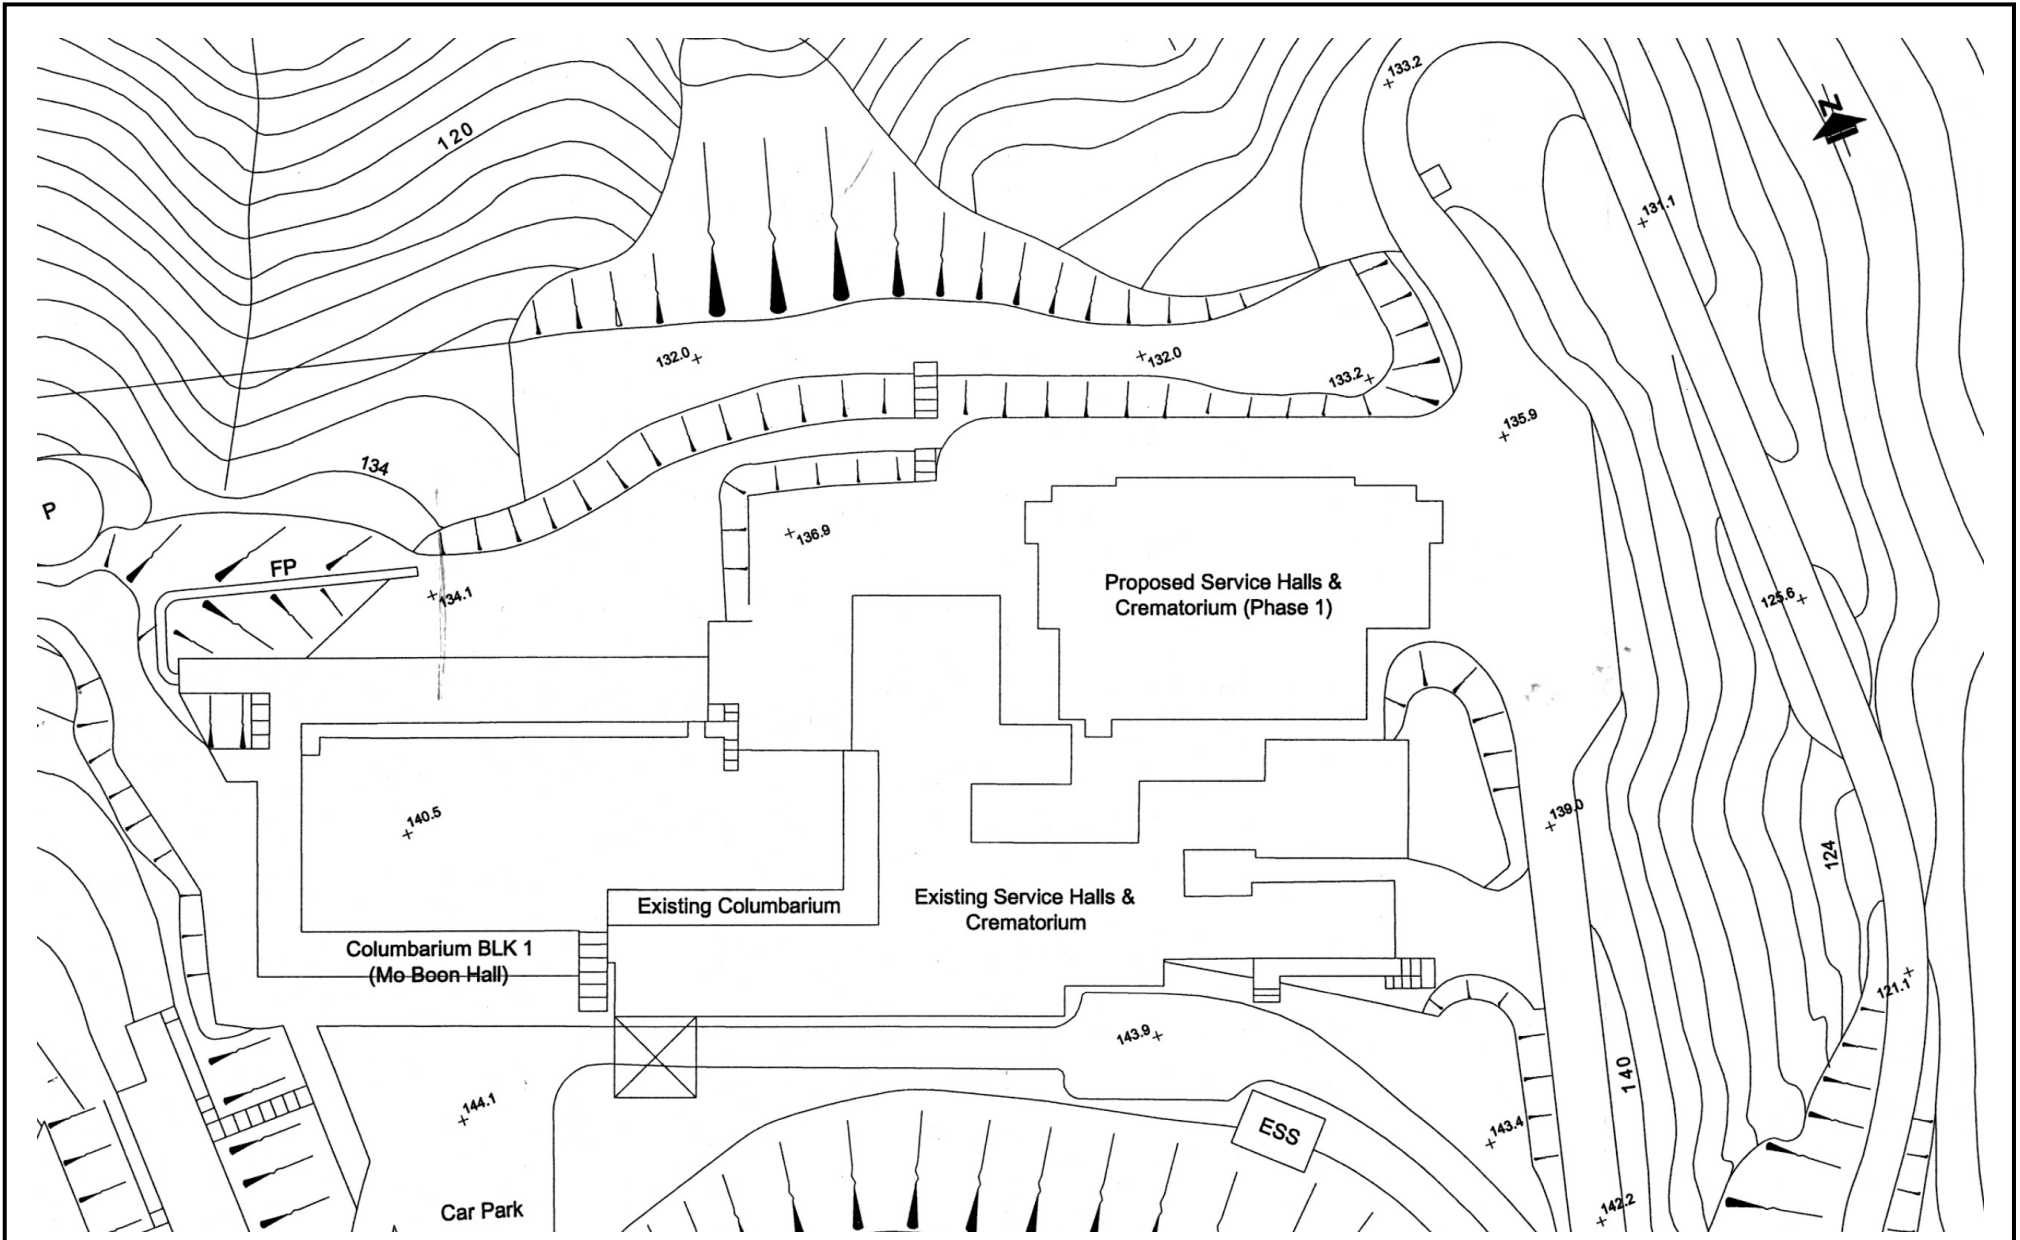 133.2
N
120
131.1
132.0
132.0
133.2
135.9
134
P
136.9
FP
134.1
Proposed Service Halls &
Crematorium (Phase 1)
125.6
140.5
139.0
124
Existing Columbarium
Existing Service Halls &
Crematorium
Columbarium BLK 1
(Mo Boon Hall)
121.1
143.9
140
144.1
ESS
143.4
Car Park
142.2